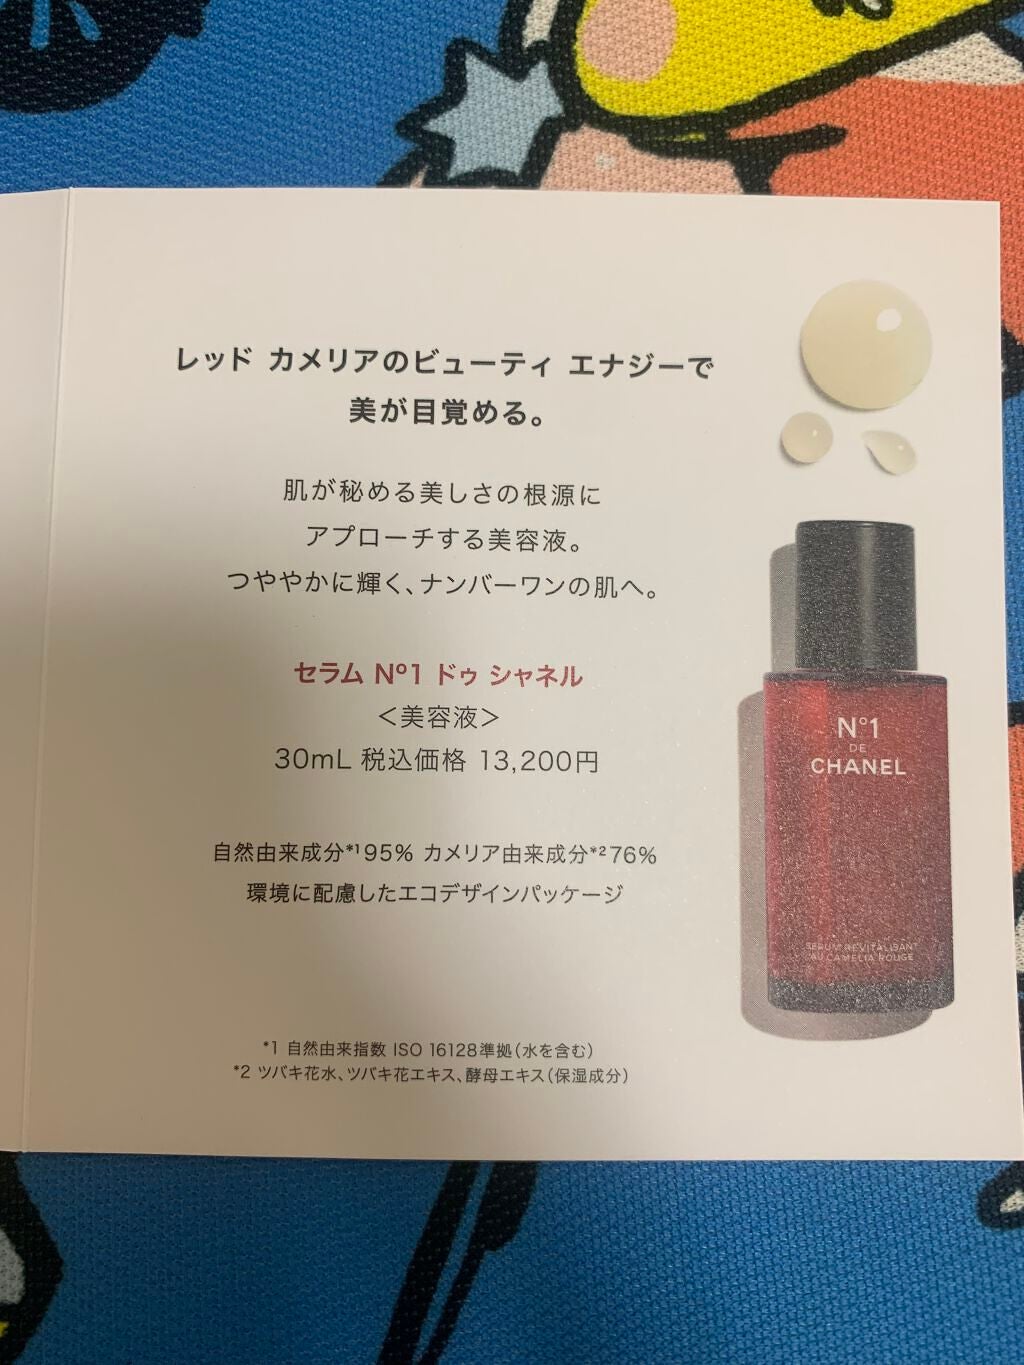 レッド カメリアのビューティ エナジーで
美が目覚める。
肌が秘める美しさの根源に
アプローチする美容液。
つややかに輝く、ナンバーワンの肌へ。
セラム Nº1 ドゥ シャネル
＜美容液＞
30mL 税込価格 13,200円
自然由来成分*1 95% カメリア由来成分*2 76%
環境に配慮したエコデザインパッケージ
*1 自然由来指数 ISO 16128準拠（水を含む）
*2 ツバキ花水、ツバキ花エキス、酵母エキス（保湿成分）
N°1
DE
CHANEL
SÉRUM REVITALISANT
AU CAMÉLIA ROUGE